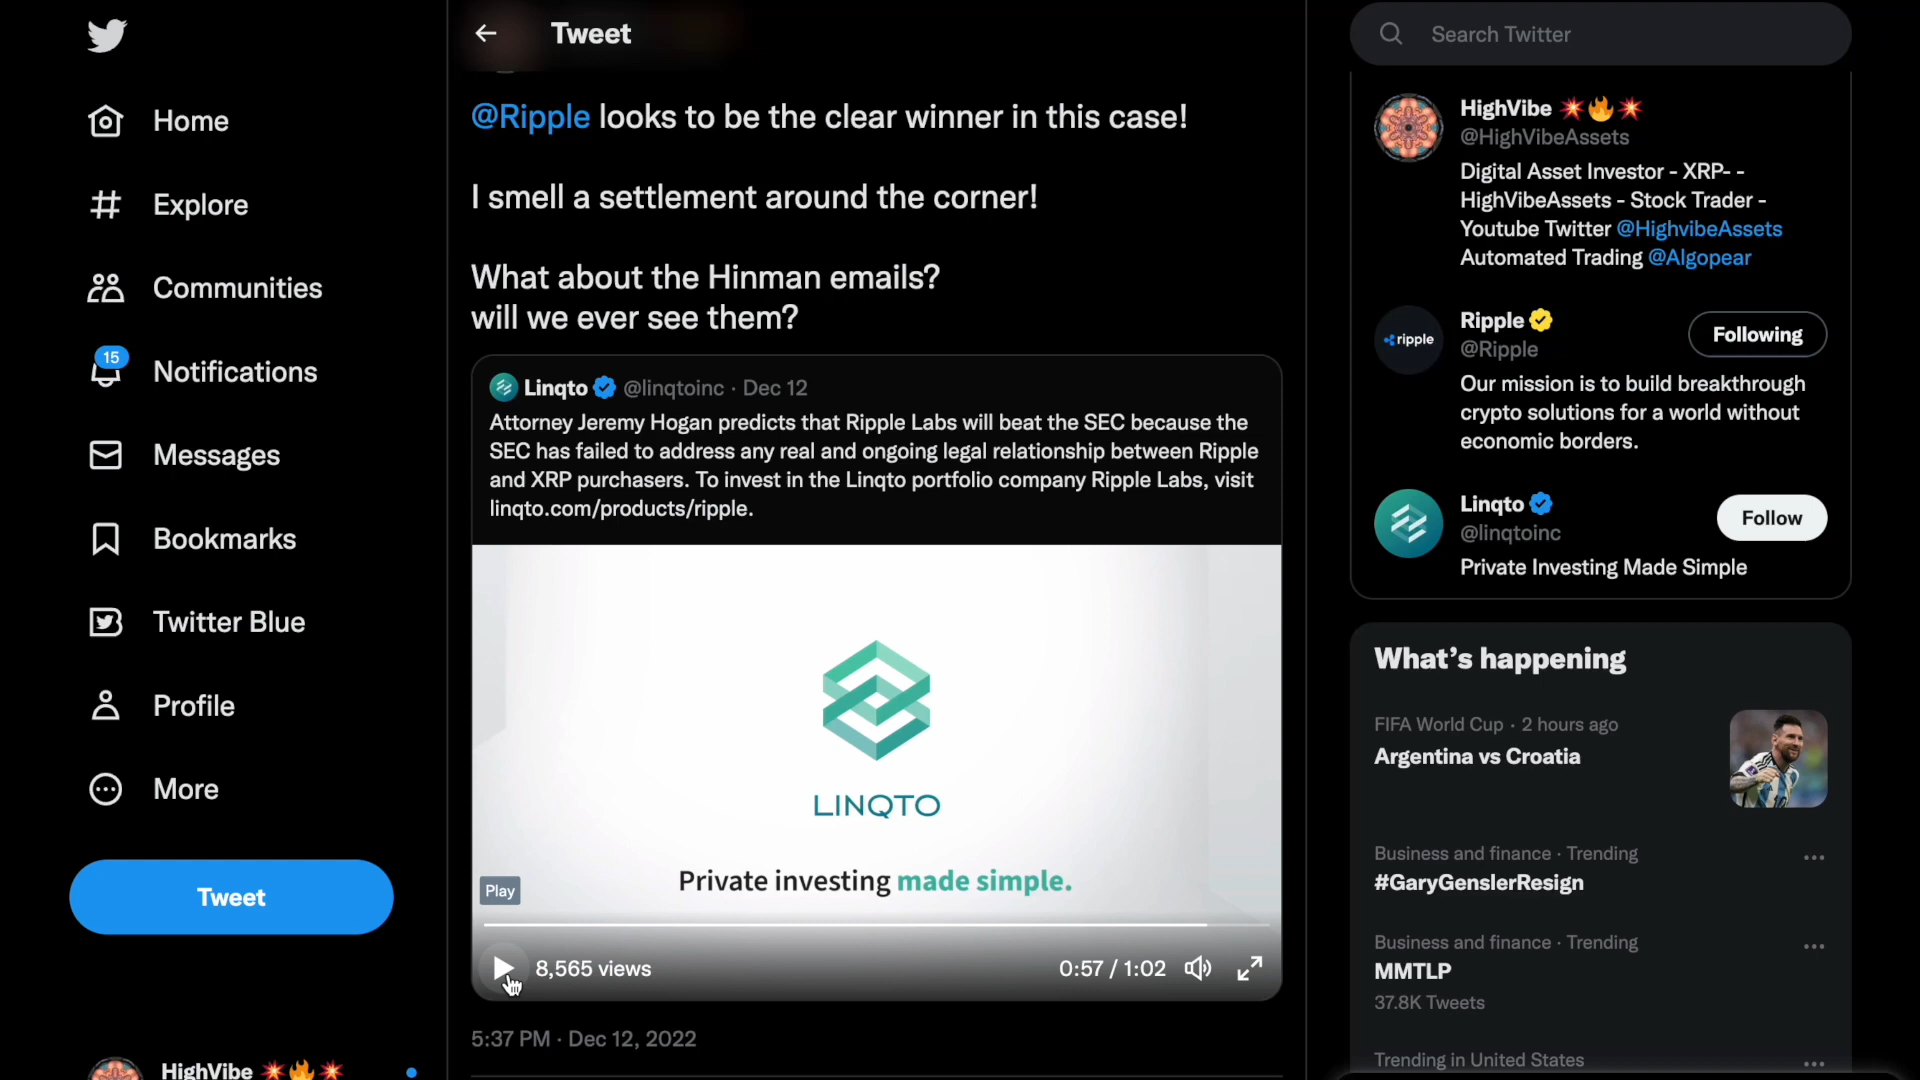 Home
Explore
Communities
15
Notifications
Messages
Bookmarks
Twitter Blue
Profile
More
Tweet
HighVibe
Tweet
@Ripple looks to be the clear winner in this case!
I smell a settlement around the corner!
What about the Hinman emails?
will we ever see them?
Linqto @linqtoinc · Dec 12
Attorney Jeremy Hogan predicts that Ripple Labs will beat the SEC because the
SEC has failed to address any real and ongoing legal relationship between Ripple
and XRP purchasers. To invest in the Linqto portfolio company Ripple Labs, visit
linqto.com/products/ripple.
LINQTO
Private investing made simple.
Play
8,565 views
0:57 / 1:02
5:37 PM · Dec 12, 2022
Search Twitter
HighVibe
@HighVibeAssets
Digital Asset Investor - XRP- -
HighVibeAssets - Stock Trader -
Youtube Twitter @HighvibeAssets
Automated Trading @Algopear
ripple
Ripple
@Ripple
Following
Our mission is to build breakthrough
crypto solutions for a world without
economic borders.
Linqto
@linqtoinc
Follow
Private Investing Made Simple
What's happening
FIFA World Cup · 2 hours ago
Argentina vs Croatia
Business and finance · Trending
#GaryGenslerResign
Business and finance · Trending
MMTLP
37.8K Tweets
Trending in United States